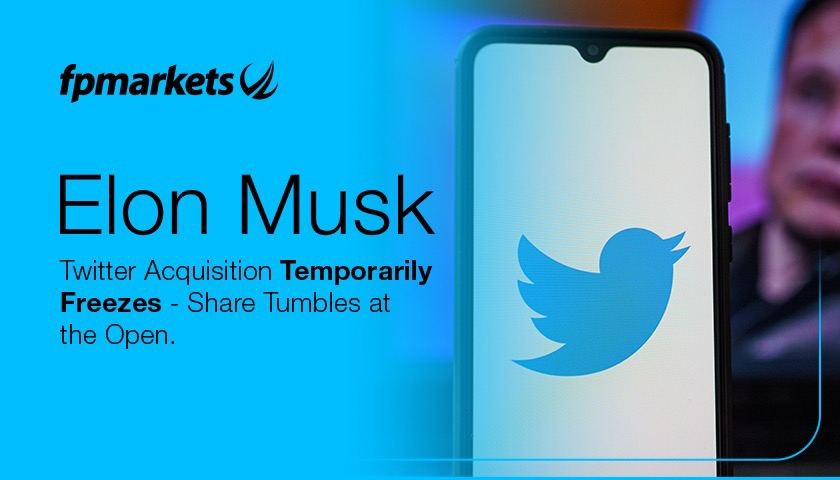 fpmarkets
Elon Musk
Twitter Acquisition Temporarily
Freezes - Share Tumbles at
the Open.